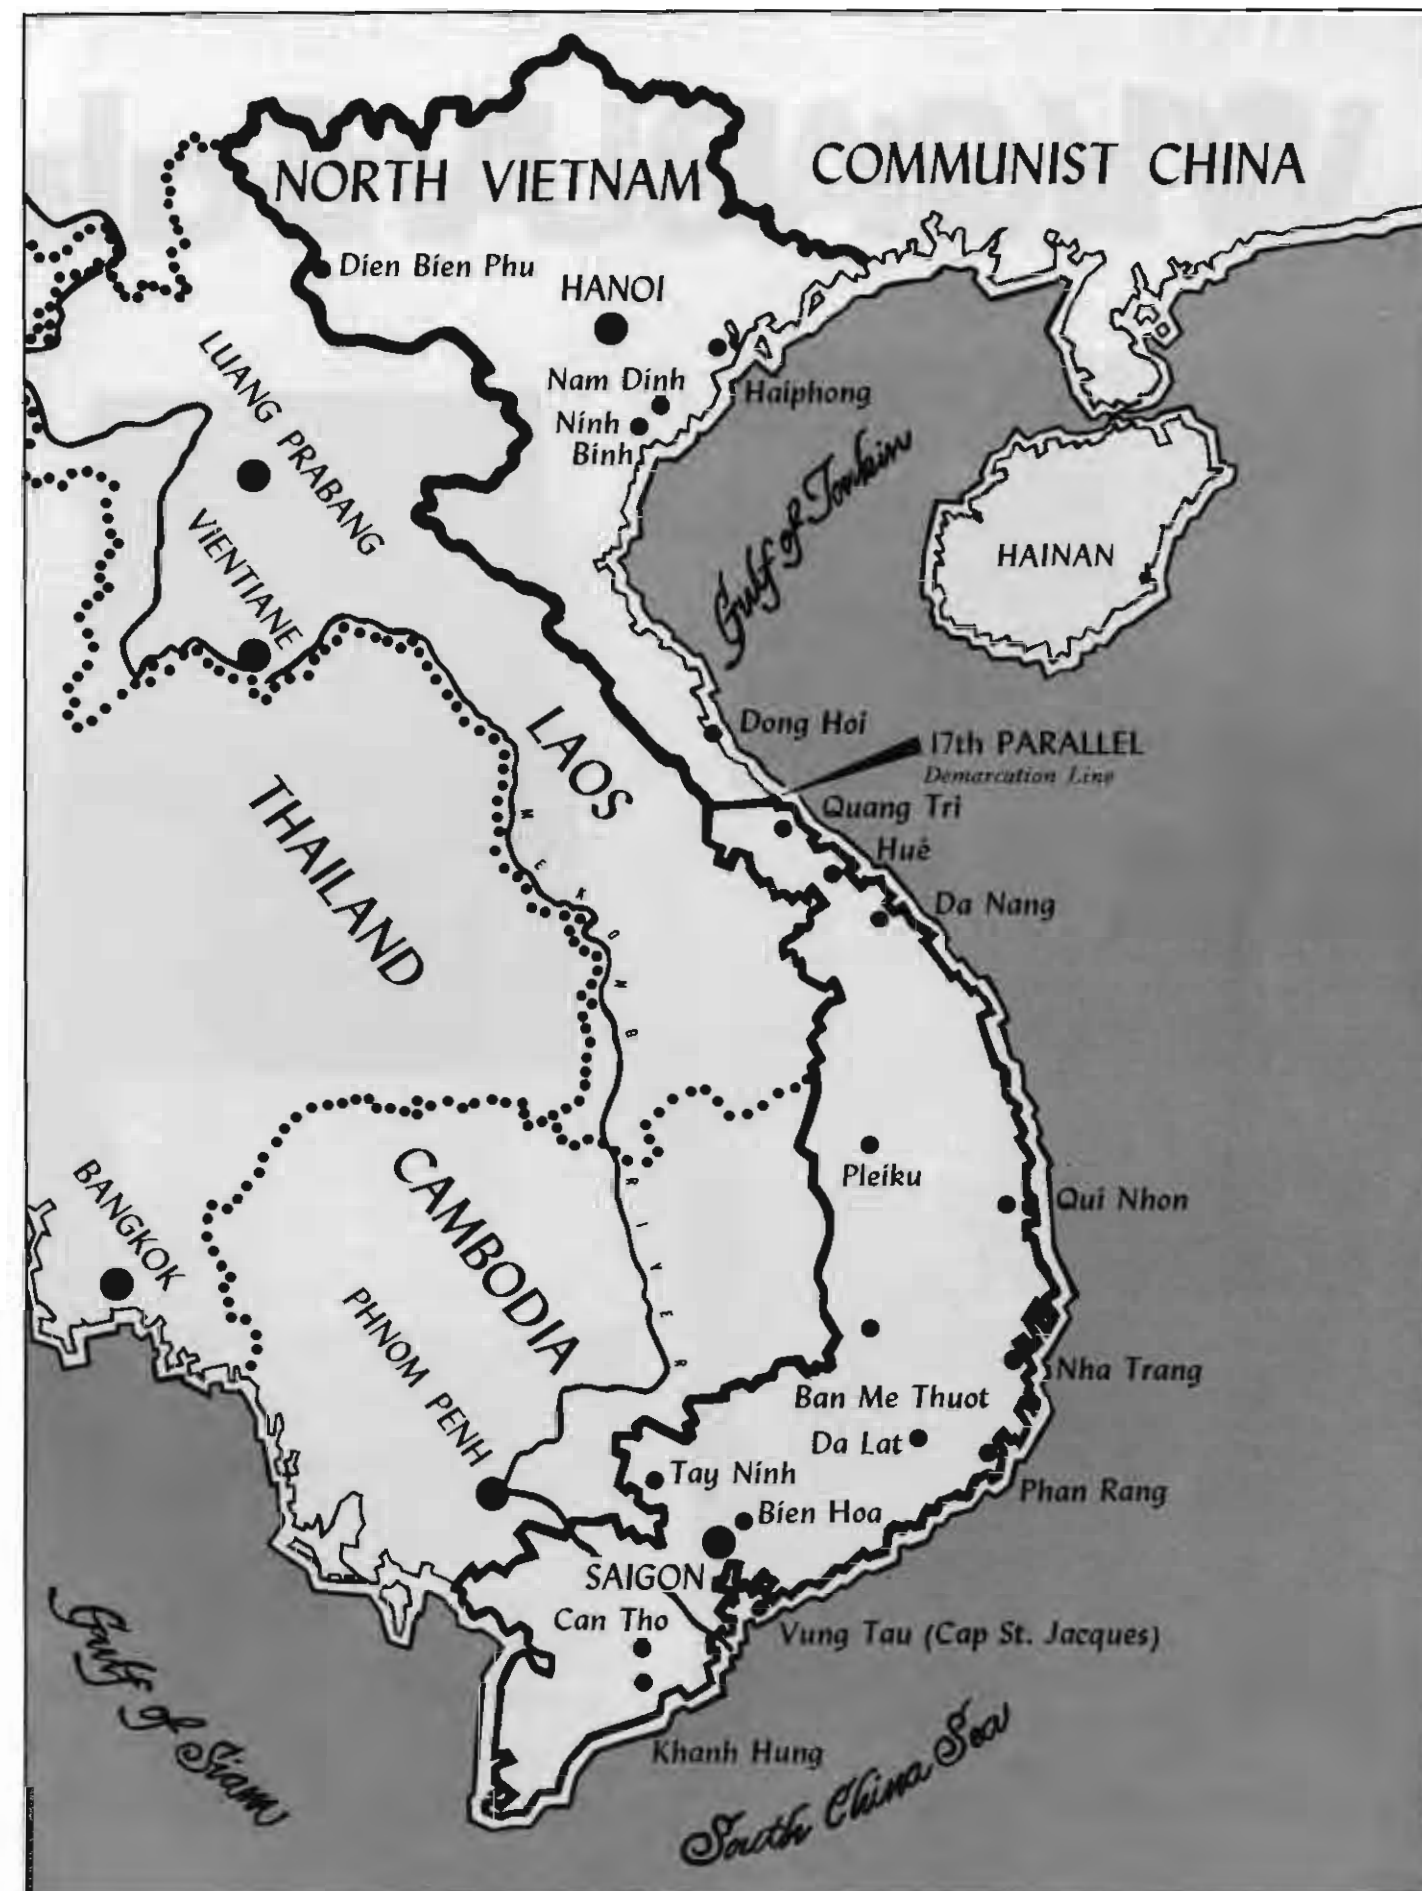 NORTH VIETNAM
COMMUNIST CHINA
Dien Bien Phu
HANOI
LUANG PRABANG
Nam Dinh
Haiphong
Ninh
Binh
Gulf of Tonkin
VIENTIANE
HAINAN
LAOS
Dong Hoi
17th PARALLEL
Demarcation Line
THAILAND
Quang Tri
Hué
Da Nang
MEKONG RIVER
CAMBODIA
BANGKOK
Pleiku
Qui Nhon
PHNOM PENH
Nha Trang
Ban Me Thuot
Da Lat
Tay Ninh
Phan Rang
Bien Hoa
SAIGON
Can Tho
Vung Tau (Cap St. Jacques)
Gulf of Siam
Khanh Hung
South China Sea